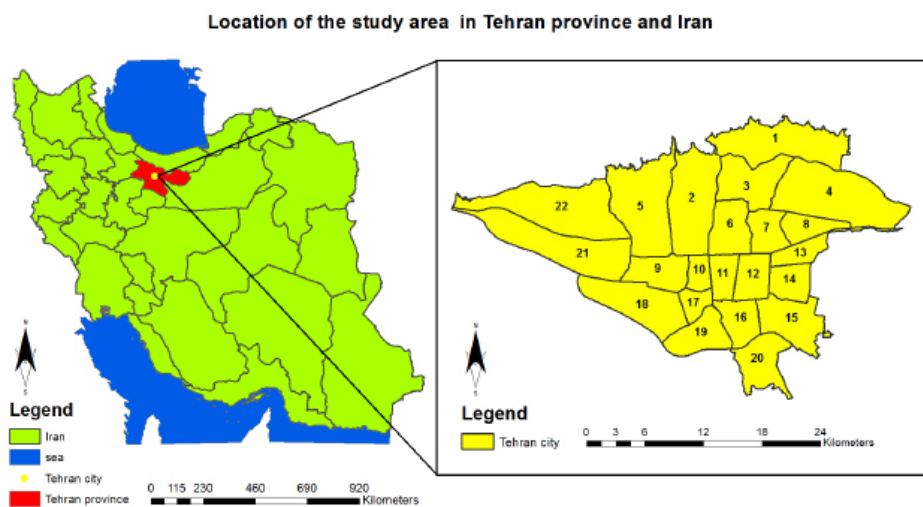 Location of the study area in Tehran province and Iran
N
S
Legend
Iran
sea
Tehran city
Tehran province
0 115 230 460 690 920
Kilometers
1
2
3
4
5
6
7
8
22
21
9
10
11
12
13
14
18
17
16
15
19
20
N
S
Legend
Tehran city
0 3 6 12 18 24
Kilometers